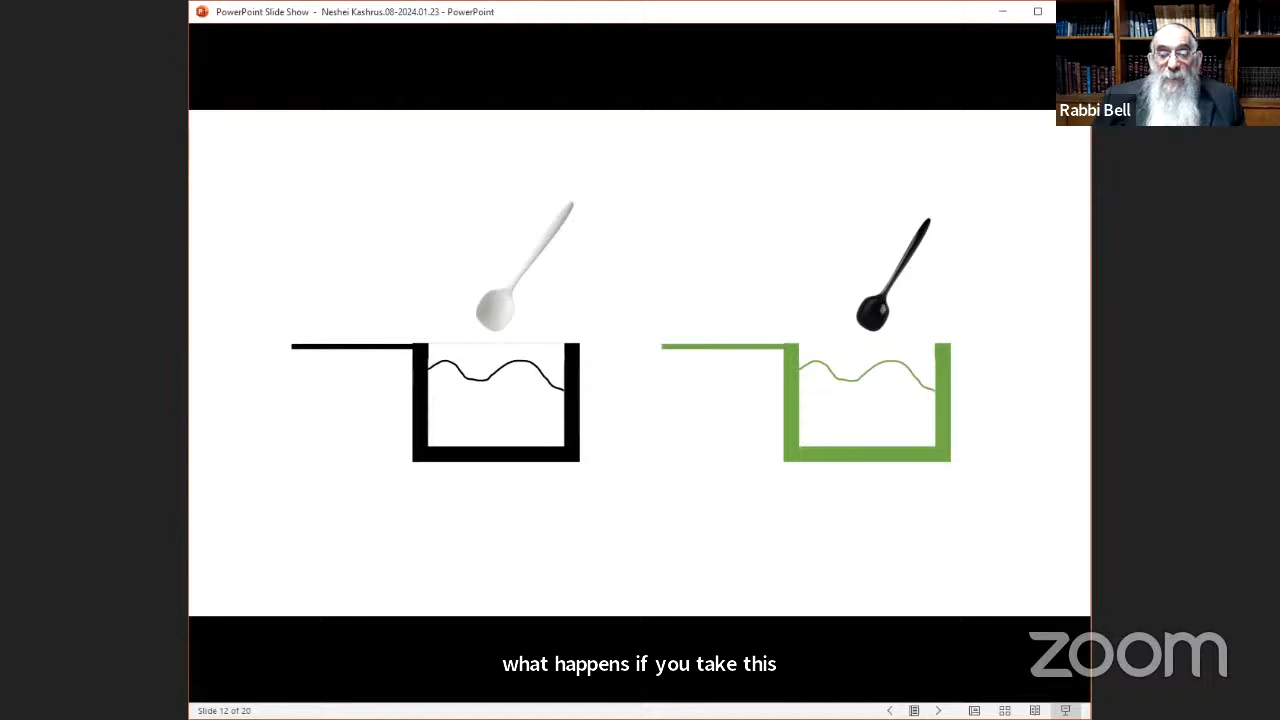 PowerPoint Slide Show - Neshei Kashrus.08-2024.01.23 - PowerPoint
Rabbi Bell
what happens if you take this
zoom
Slide 12 of 20